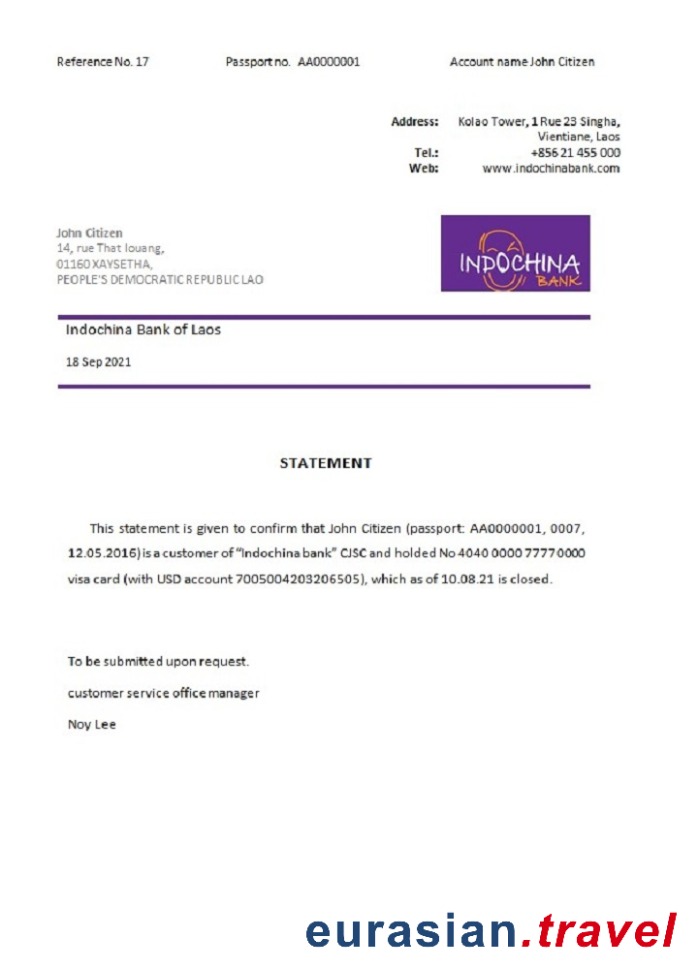 Reference No. 17 Passport no. AA0000001 Account name John Citizen
Address: Kolao Tower, 1 Rue 23 Singha,
Vientiane, Laos
Tel.: +856 21 455 000
Web: www.indochinabank.com
John Citizen
14, rue That louang,
01160 XAYSETHA,
PEOPLE'S DEMOCRATIC REPUBLIC LAO
INDOCHINA
BANK
Indochina Bank of Laos
18 Sep 2021
STATEMENT
This statement is given to confirm that John Citizen (passport: AA0000001, 0007,
12.05.2016) is a customer of "Indochina bank" CJSC and holded No 4040 0000 7777 0000
visa card (with USD account 7005004203206505), which as of 10.08.21 is closed.
To be submitted upon request.
customer service office manager
Noy Lee
eurasian.travel